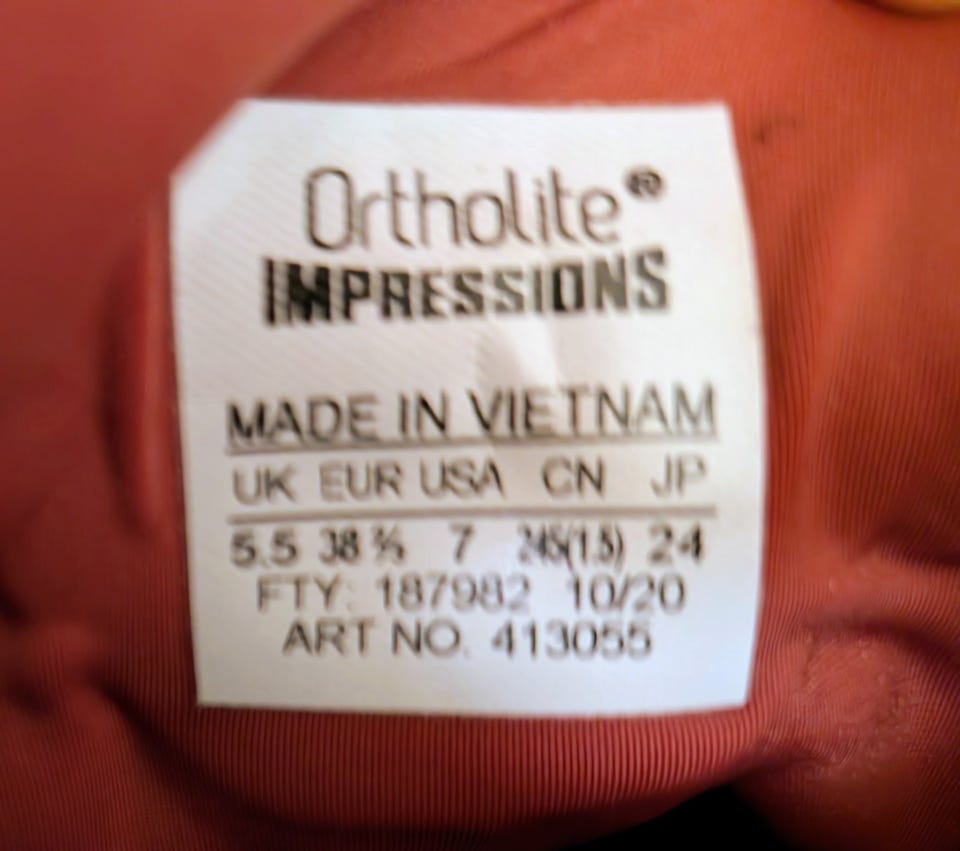 Ortholite®
IMPRESSIONS
MADE IN VIETNAM
UK EUR USA CN JP
5.5 38 ⅔ 7 245(1.5) 24
FTY: 187982 10/20
ART NO. 413055